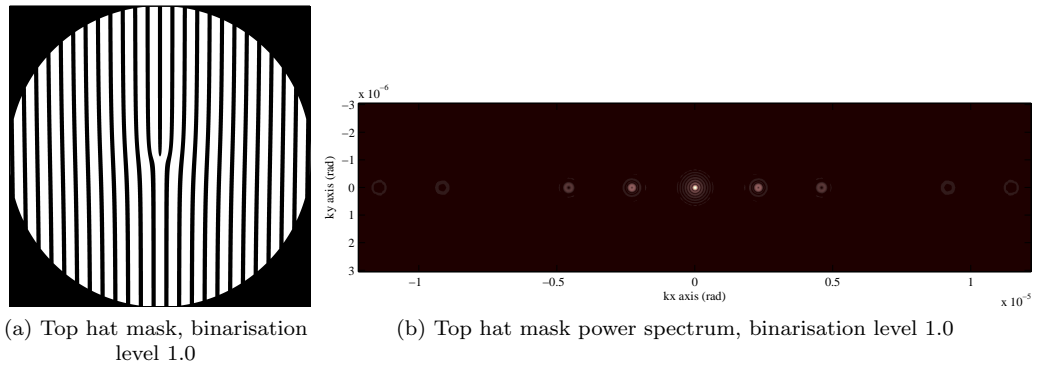 x 10⁻⁶
−3
−2
−1
0
1
2
3
ky axis (rad)
−1 −0.5 0 0.5 1
kx axis (rad)
x 10⁻⁵
(a) Top hat mask, binarisation
level 1.0
(b) Top hat mask power spectrum, binarisation level 1.0